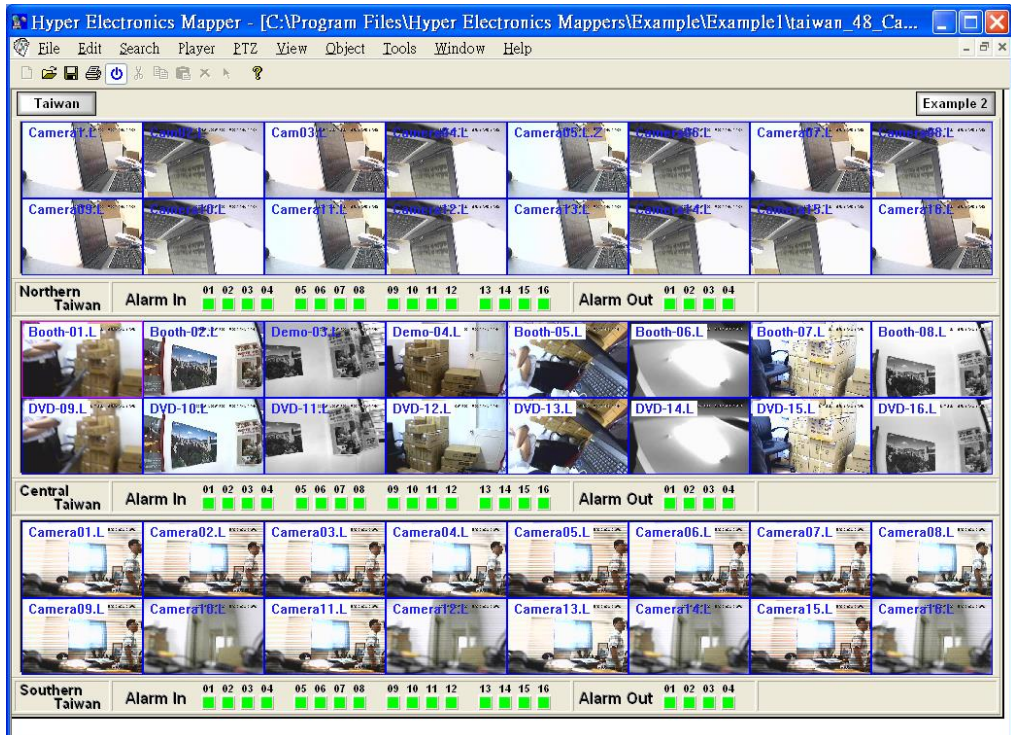 Hyper Electronics Mapper - [C:\Program Files\Hyper Electronics Mappers\Example\Example1\taiwan_48_Ca...
File Edit Search Player PTZ View Object Tools Window Help
Taiwan Example 2
Camera1.L Cam03.L Camera04.L Camera05.L.Z Camera06.L Camera07.L Camera08.L
Camera09.L Camera10.L Camera11.L Camera12.L Camera13.L Camera14.L Camera15.L Camera16.L
Northern Taiwan Alarm In 01 02 03 04 05 06 07 08 09 10 11 12 13 14 15 16 Alarm Out 01 02 03 04
Booth-01.L Booth-02.L Demo-03.L Demo-04.L Booth-05.L Booth-06.L Booth-07.L Booth-08.L
DVD-09.L DVD-10.L DVD-11.L DVD-12.L DVD-13.L DVD-14.L DVD-15.L DVD-16.L
Central Taiwan Alarm In 01 02 03 04 05 06 07 08 09 10 11 12 13 14 15 16 Alarm Out 01 02 03 04
Camera01.L Camera02.L Camera03.L Camera04.L Camera05.L Camera06.L Camera07.L Camera08.L
Camera09.L Camera10.L Camera11.L Camera12.L Camera13.L Camera14.L Camera15.L Camera16.L
Southern Taiwan Alarm In 01 02 03 04 05 06 07 08 09 10 11 12 13 14 15 16 Alarm Out 01 02 03 04